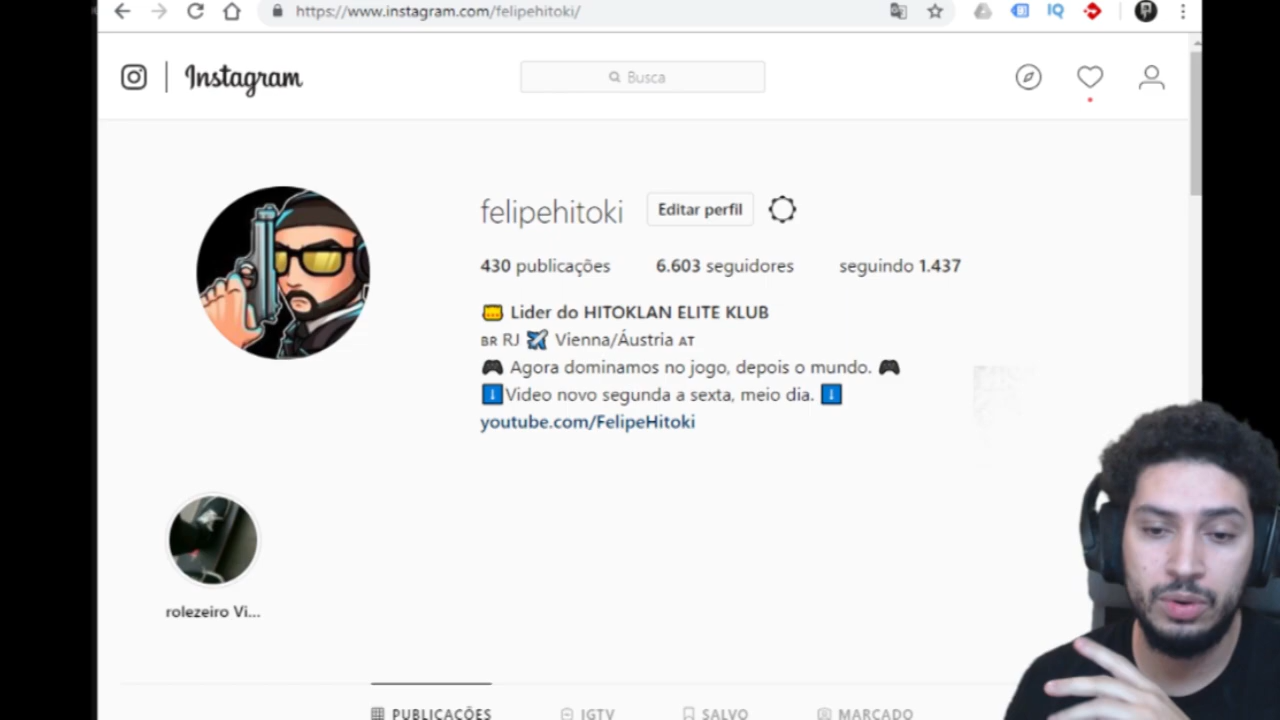 https://www.instagram.com/felipehitoki/
IQ
Instagram
Busca
felipehitoki Editar perfil
430 publicações 6.603 seguidores seguindo 1.437
Lider do HITOKLAN ELITE KLUB
BR RJ ✈️ Vienna/Áustria AT
🎮 Agora dominamos no jogo, depois o mundo. 🎮
⬇️Video novo segunda a sexta, meio dia. ⬇️
youtube.com/FelipeHitoki
rolezeiro Vi...
PUBLICAÇÕES IGTV SALVO MARCADO